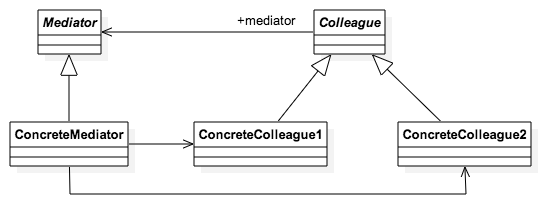 Mediator
+mediator
Colleague
ConcreteMediator
ConcreteColleague1
ConcreteColleague2